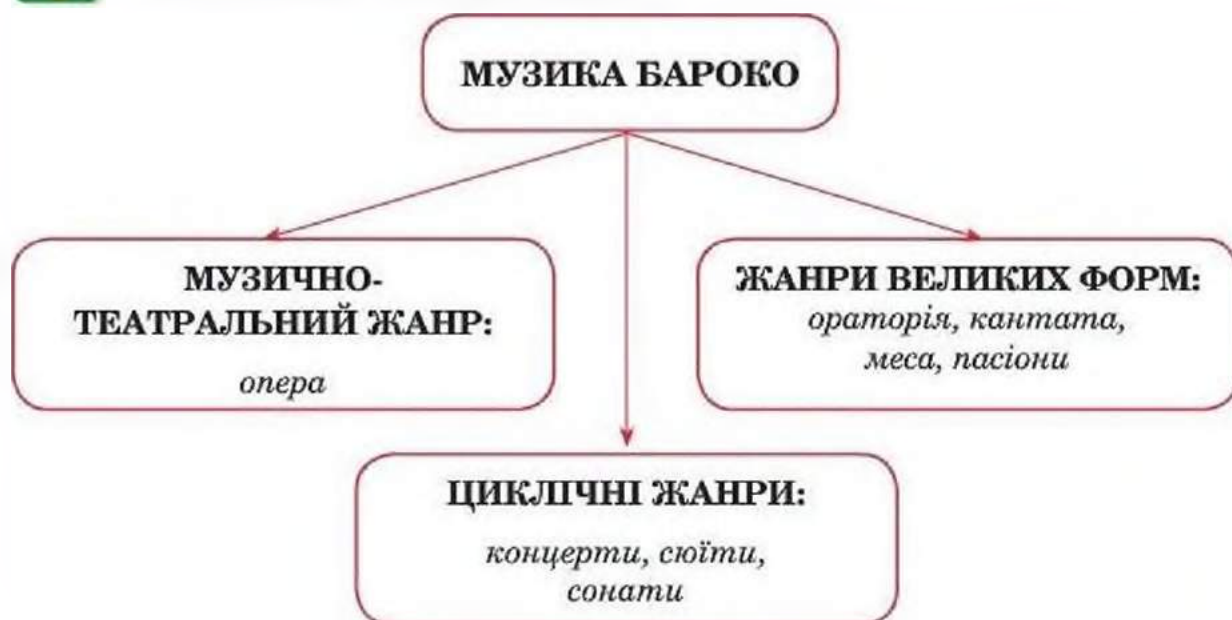 МУЗИКА БАРОКО
МУЗИЧНО-
ТЕАТРАЛЬНИЙ ЖАНР:
опера
ЖАНРИ ВЕЛИКИХ ФОРМ:
ораторія, кантата,
меса, пасіони
ЦИКЛІЧНІ ЖАНРИ:
концерти, сюїти,
сонати